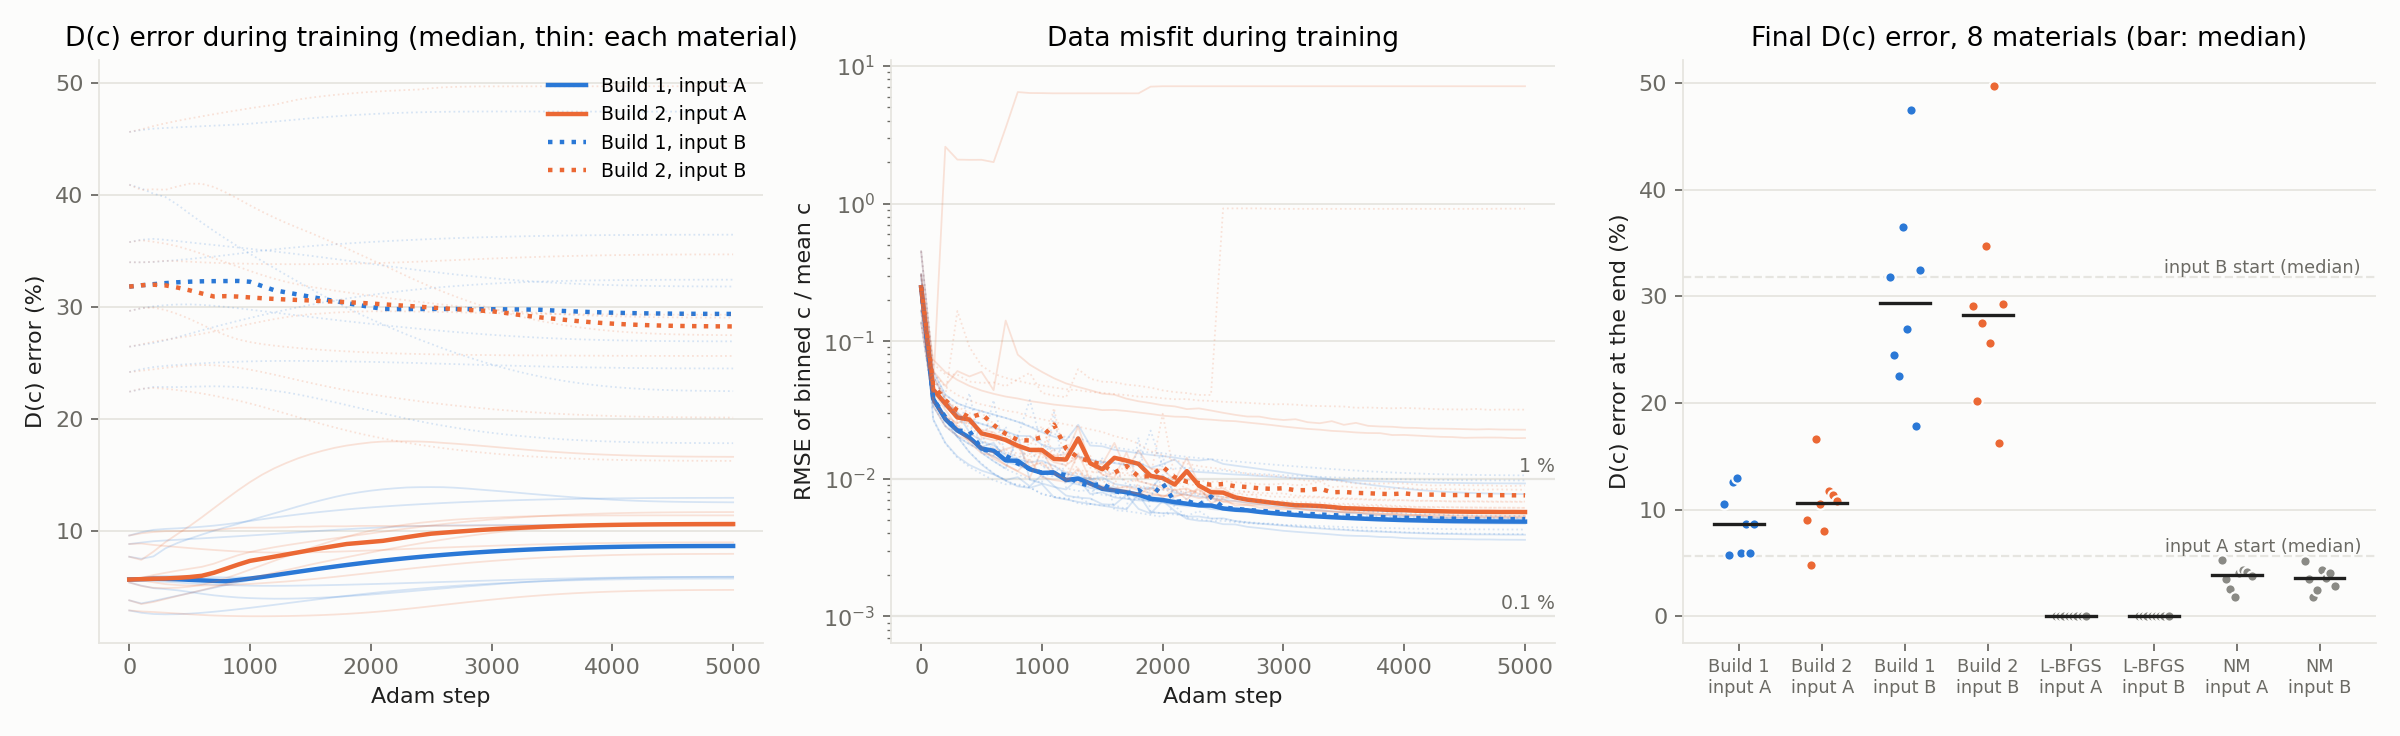 D(c) error during training (median, thin: each material)
D(c) error (%)
50
40
30
20
10
Build 1, input A
Build 2, input A
Build 1, input B
Build 2, input B
0 1000 2000 3000 4000 5000
Adam step
Data misfit during training
RMSE of binned c / mean c
10¹
10⁰
10⁻¹
10⁻²
10⁻³
1 %
0.1 %
0 1000 2000 3000 4000 5000
Adam step
Final D(c) error, 8 materials (bar: median)
D(c) error at the end (%)
50
40
30
20
10
0
input B start (median)
input A start (median)
Build 1 Build 2 Build 1 Build 2 L-BFGS L-BFGS NM NM
input A input A input B input B input A input B input A input B